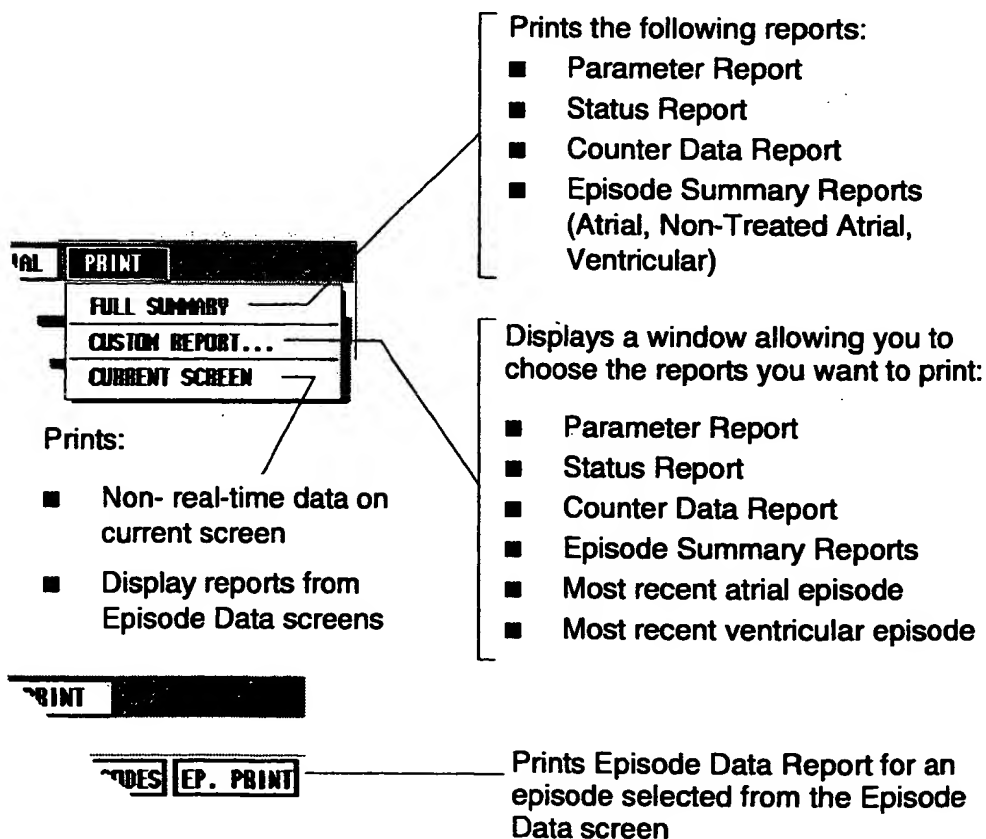 Prints the following reports:
■ Parameter Report
■ Status Report
■ Counter Data Report
■ Episode Summary Reports
(Atrial, Non-Treated Atrial,
Ventricular)
PRINT
FULL SUMMARY
CUSTOM REPORT...
CURRENT SCREEN
Displays a window allowing you to
choose the reports you want to print:
■ Parameter Report
■ Status Report
■ Counter Data Report
■ Episode Summary Reports
■ Most recent atrial episode
■ Most recent ventricular episode
Prints:
■ Non- real-time data on
current screen
■ Display reports from
Episode Data screens
RINT
ODES EP. PRINT
Prints Episode Data Report for an
episode selected from the Episode
Data screen